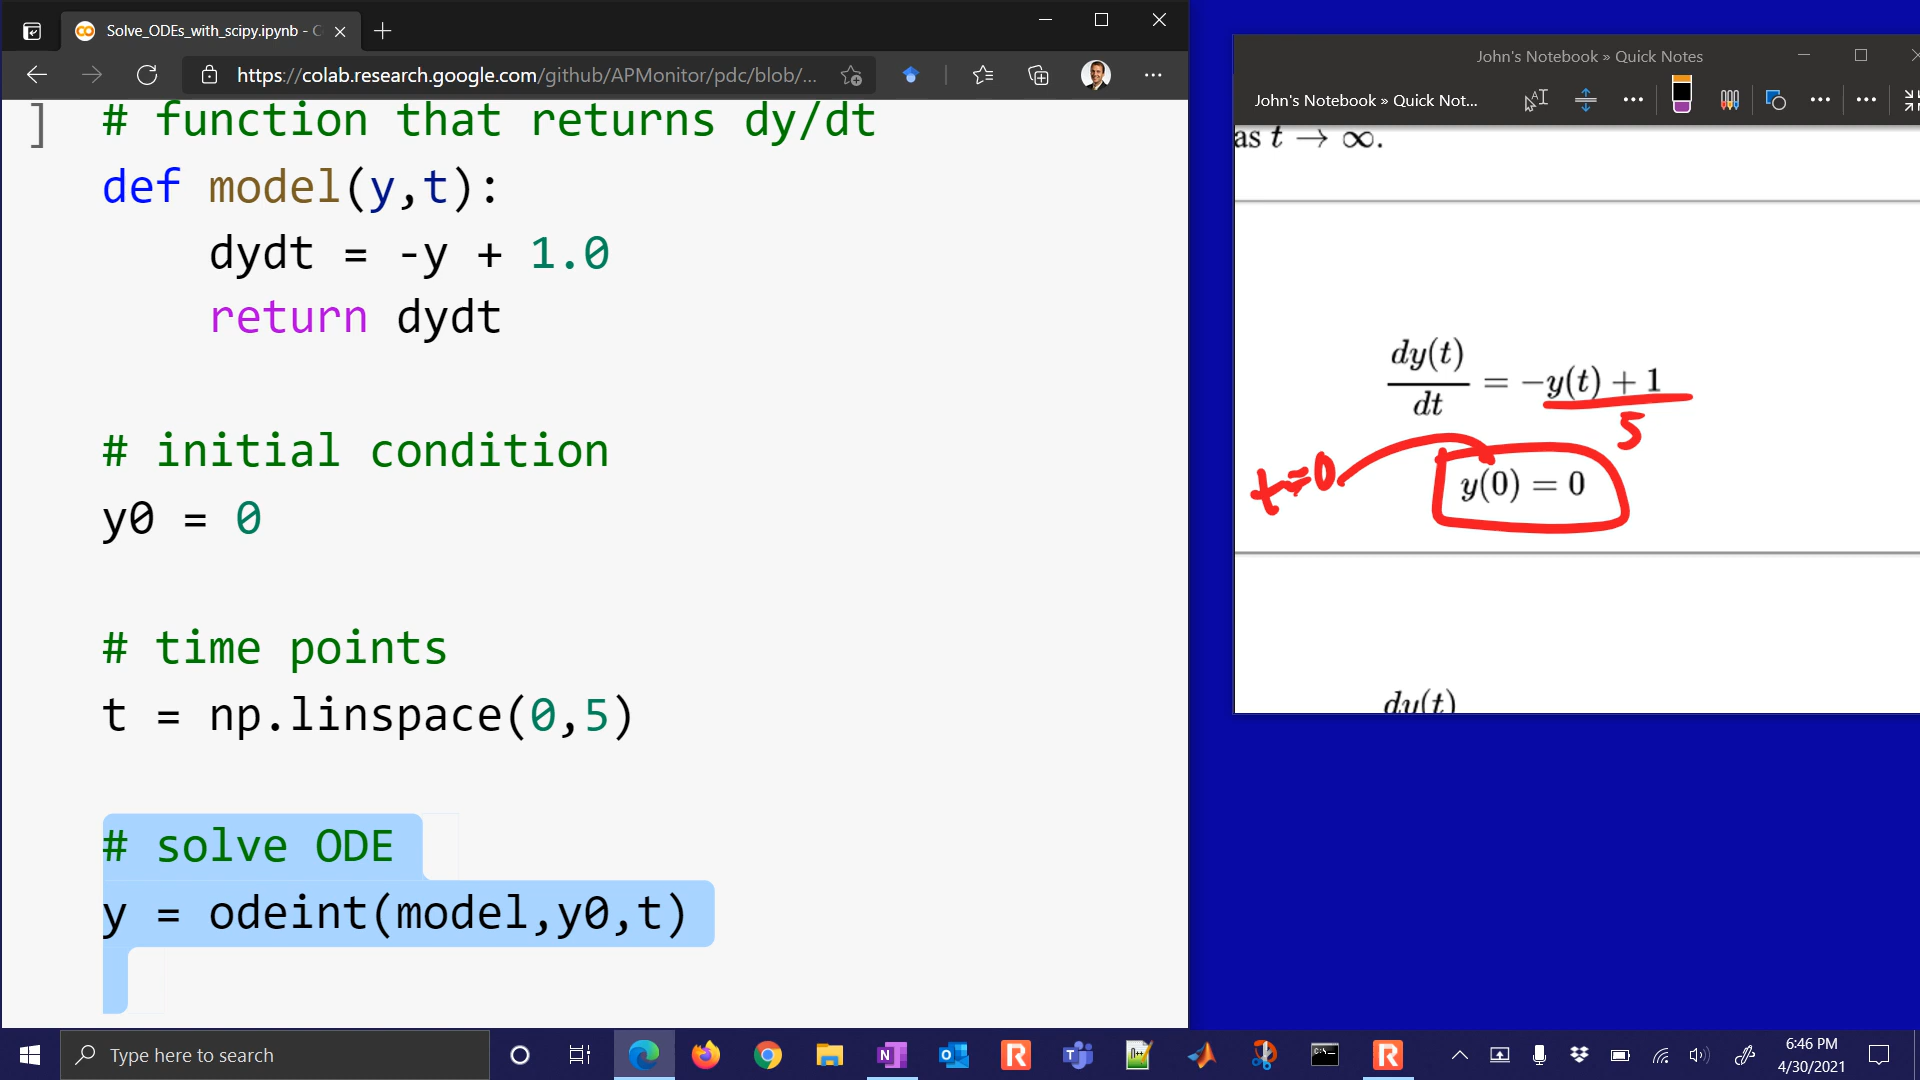 Solve_ODEs_with_scipy.ipynb - C
https://colab.research.google.com/github/APMonitor/pdc/blob/...
]
# function that returns dy/dt
def model(y,t):
    dydt = -y + 1.0
    return dydt
# initial condition
y0 = 0
# time points
t = np.linspace(0,5)
# solve ODE
y = odeint(model,y0,t)
John's Notebook » Quick Notes
John's Notebook » Quick Not...
as t → ∞.
dy(t)
dt
= −y(t) + 1
5
t=0
y(0) = 0
dy(t)
Type here to search
6:46 PM
4/30/2021